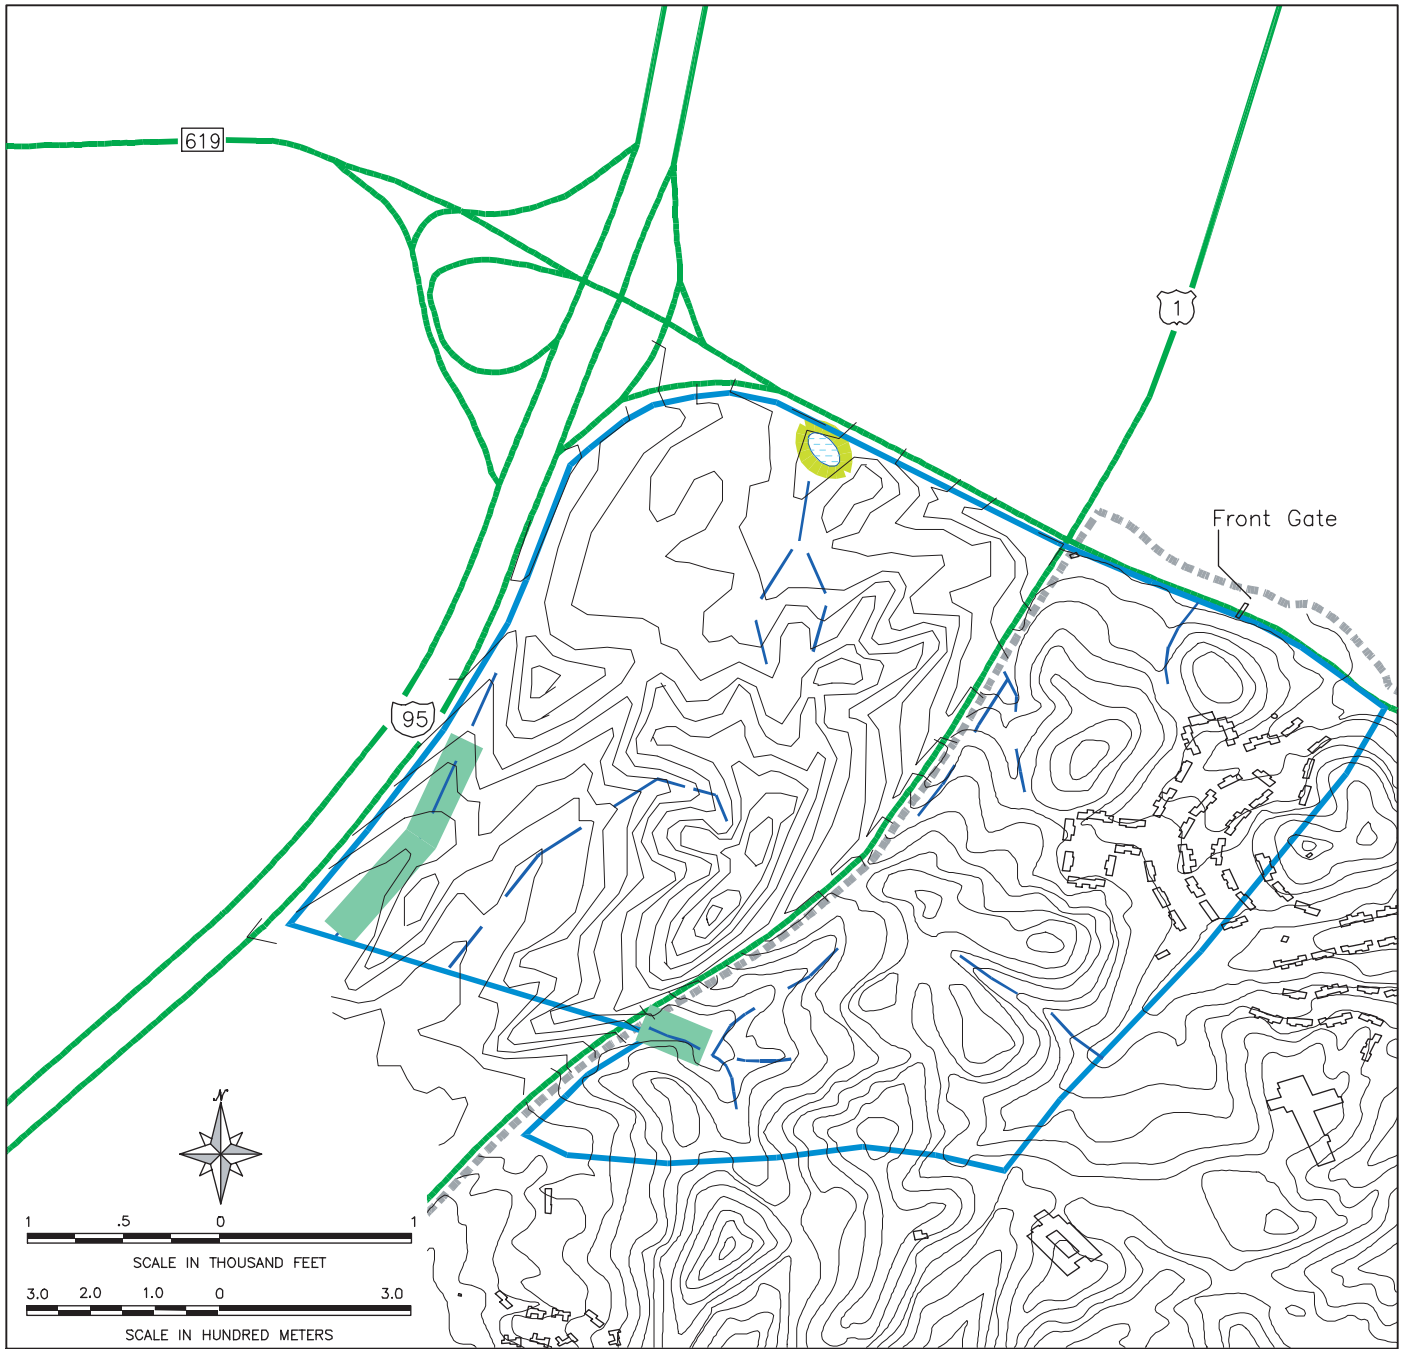 619
1
Front Gate
95
N
1 .5 0 1
SCALE IN THOUSAND FEET
3.0 2.0 1.0 0 3.0
SCALE IN HUNDRED METERS